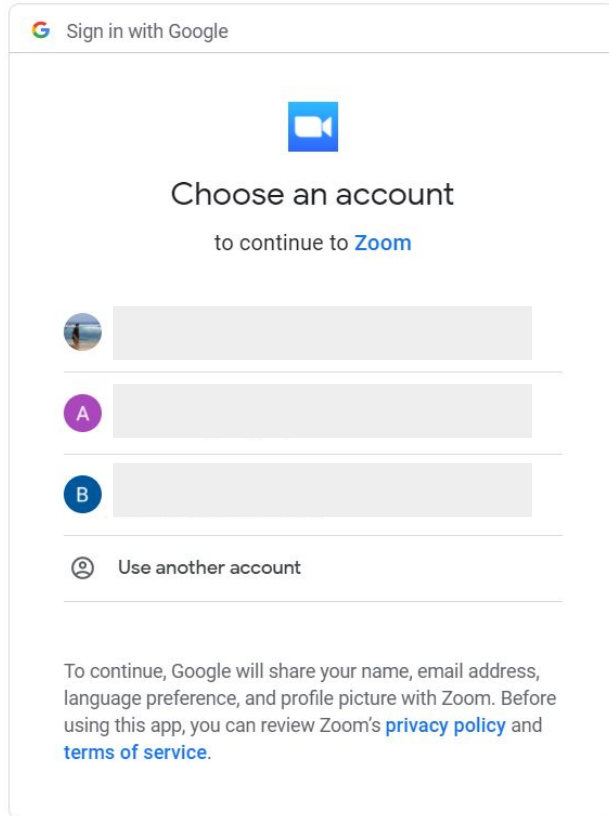 Sign in with Google
Choose an account
to continue to Zoom
A
B
Use another account
To continue, Google will share your name, email address,
language preference, and profile picture with Zoom. Before
using this app, you can review Zoom's privacy policy and
terms of service.